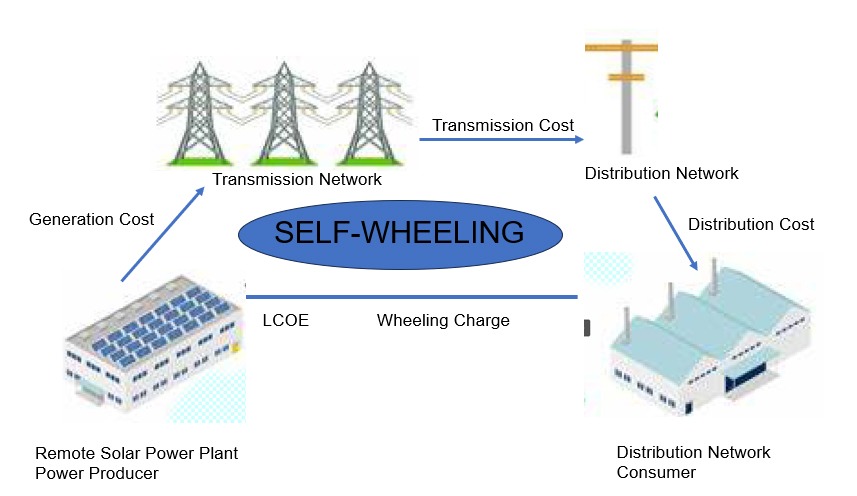 Transmission Cost
Transmission Network
Distribution Network
Generation Cost
SELF-WHEELING
Distribution Cost
LCOE
Wheeling Charge
Remote Solar Power Plant
Power Producer
Distribution Network
Consumer